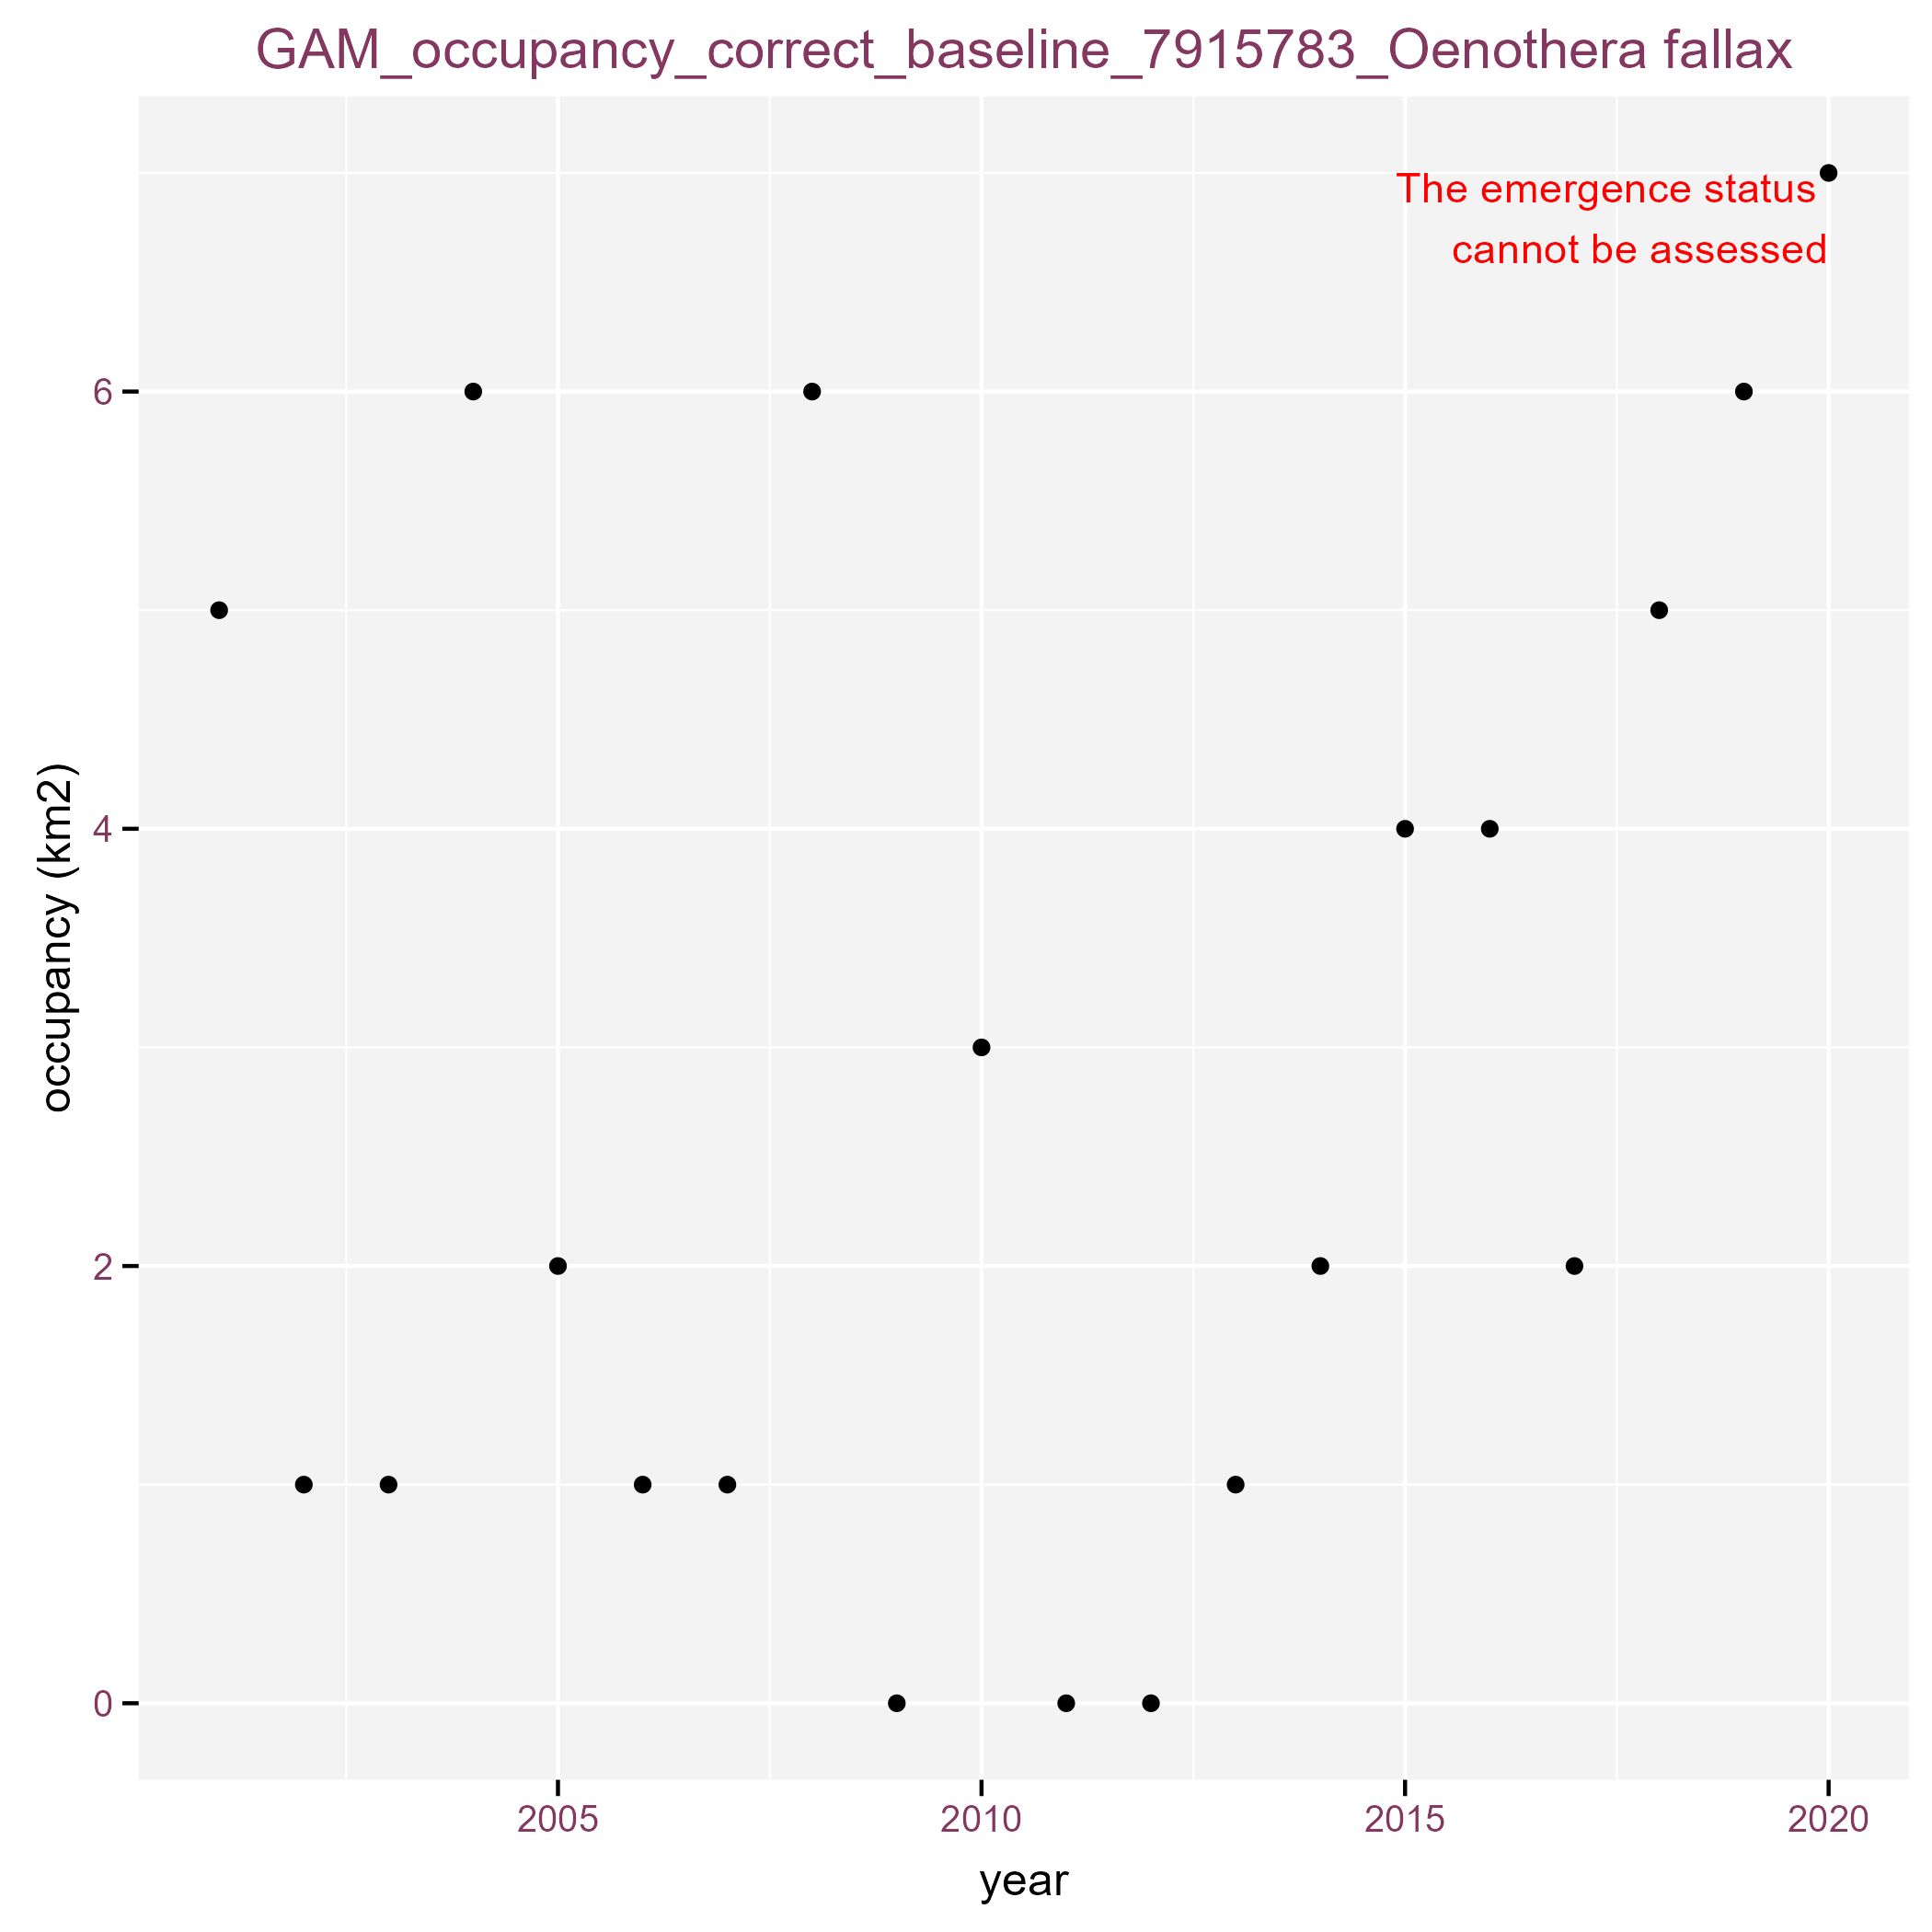 GAM_occupancy_correct_baseline_7915783_Oenothera fallax
The emergence status
cannot be assessed
occupancy (km2)
6
4
2
0
2005 2010 2015 2020
year